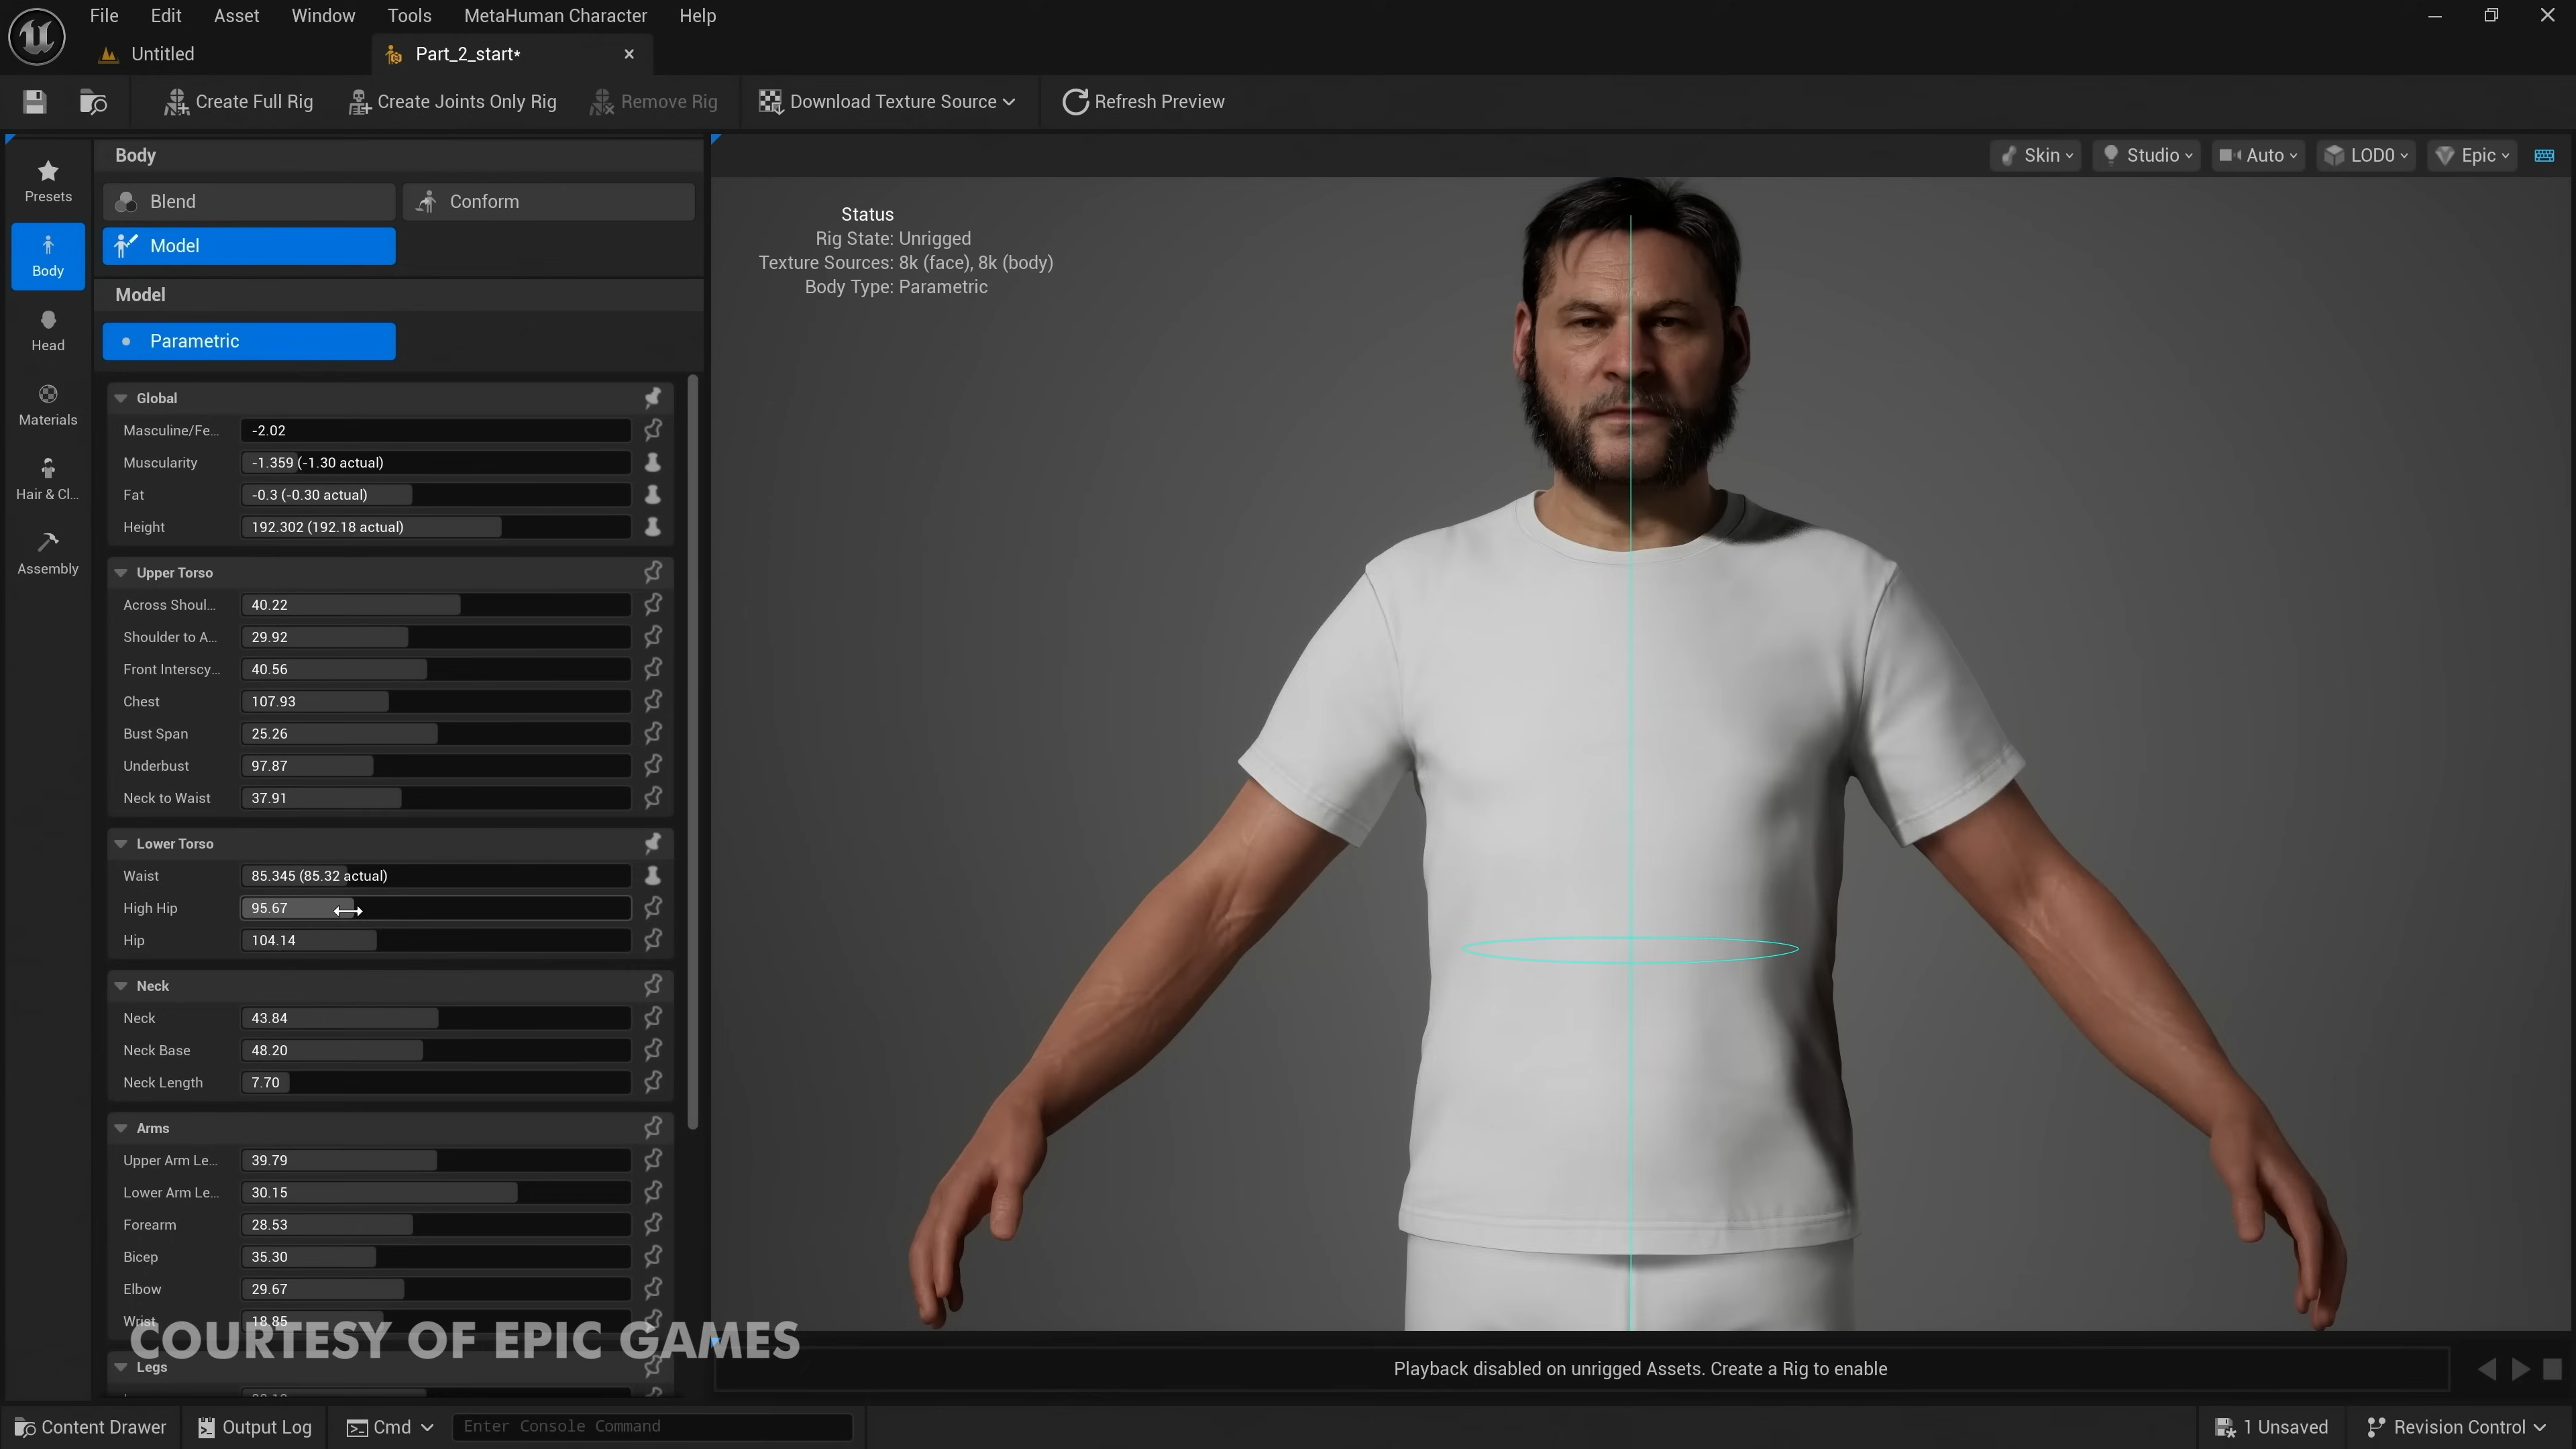 File Edit Asset Window Tools MetaHuman Character Help
Untitled Part_2_start*
Create Full Rig Create Joints Only Rig Remove Rig Download Texture Source Refresh Preview
Presets
Body
Head
Materials
Hair & Cl...
Assembly
Body
Blend Conform
Model
Model
Parametric
Global
Masculine/Fe... -2.02
Muscularity -1.359 (-1.30 actual)
Fat -0.3 (-0.30 actual)
Height 192.302 (192.18 actual)
Upper Torso
Across Shoul... 40.22
Shoulder to A... 29.92
Front Interscy... 40.56
Chest 107.93
Bust Span 25.26
Underbust 97.87
Neck to Waist 37.91
Lower Torso
Waist 85.345 (85.32 actual)
High Hip 95.67
Hip 104.14
Neck
Neck 43.84
Neck Base 48.20
Neck Length 7.70
Arms
Upper Arm Le... 39.79
Lower Arm Le... 30.15
Forearm 28.53
Bicep 35.30
Elbow 29.67
Wrist 18.85
COURTESY OF EPIC GAMES
Legs
Skin Studio Auto LOD0 Epic
Status
Rig State: Unrigged
Texture Sources: 8k (face), 8k (body)
Body Type: Parametric
Playback disabled on unrigged Assets. Create a Rig to enable
Content Drawer Output Log Cmd Enter Console Command 1 Unsaved Revision Control